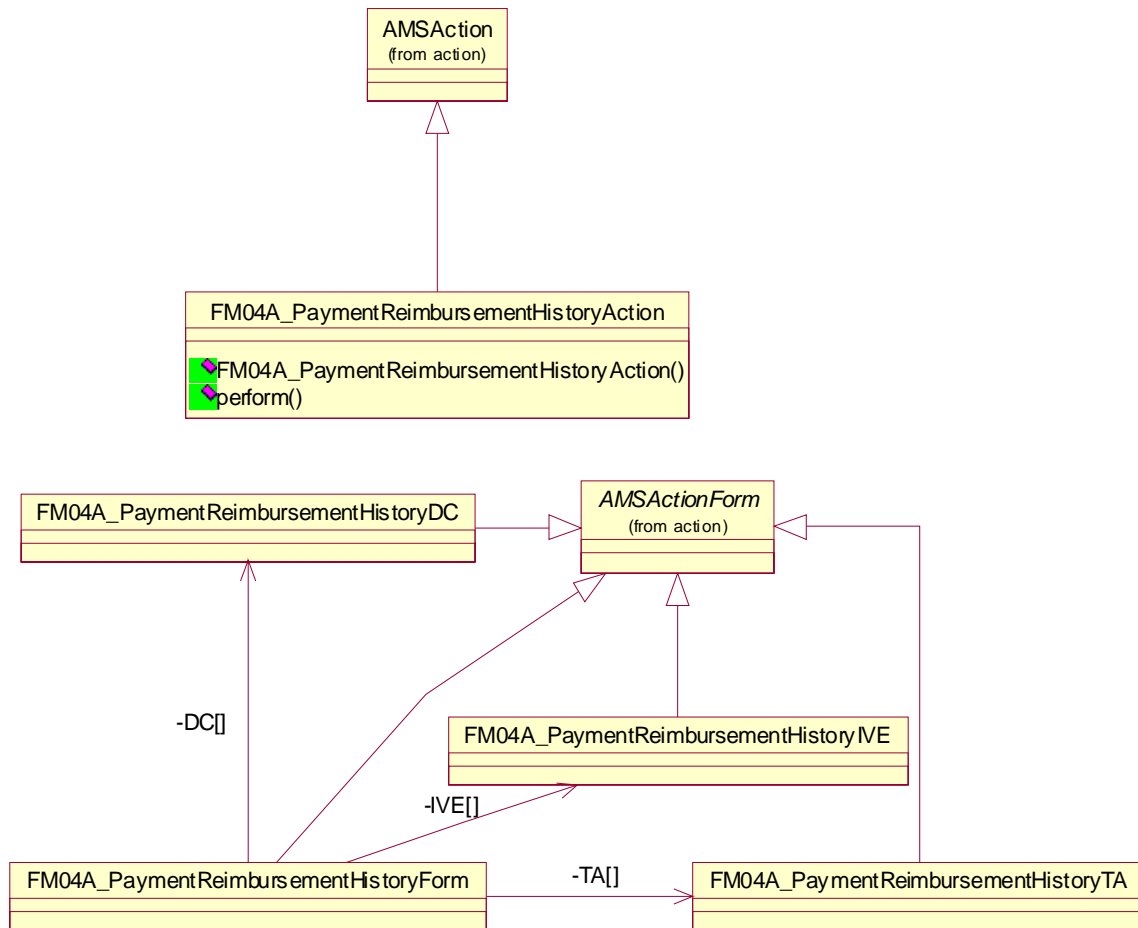 AMSAction
(from action)
FM04A_PaymentReimbursementHistoryAction
FM04A_PaymentReimbursementHistoryAction()
perform()
FM04A_PaymentReimbursementHistoryDC
AMSActionForm
(from action)
-DC[]
FM04A_PaymentReimbursementHistoryIVE
-IVE[]
FM04A_PaymentReimbursementHistoryForm
-TA[]
FM04A_PaymentReimbursementHistoryTA